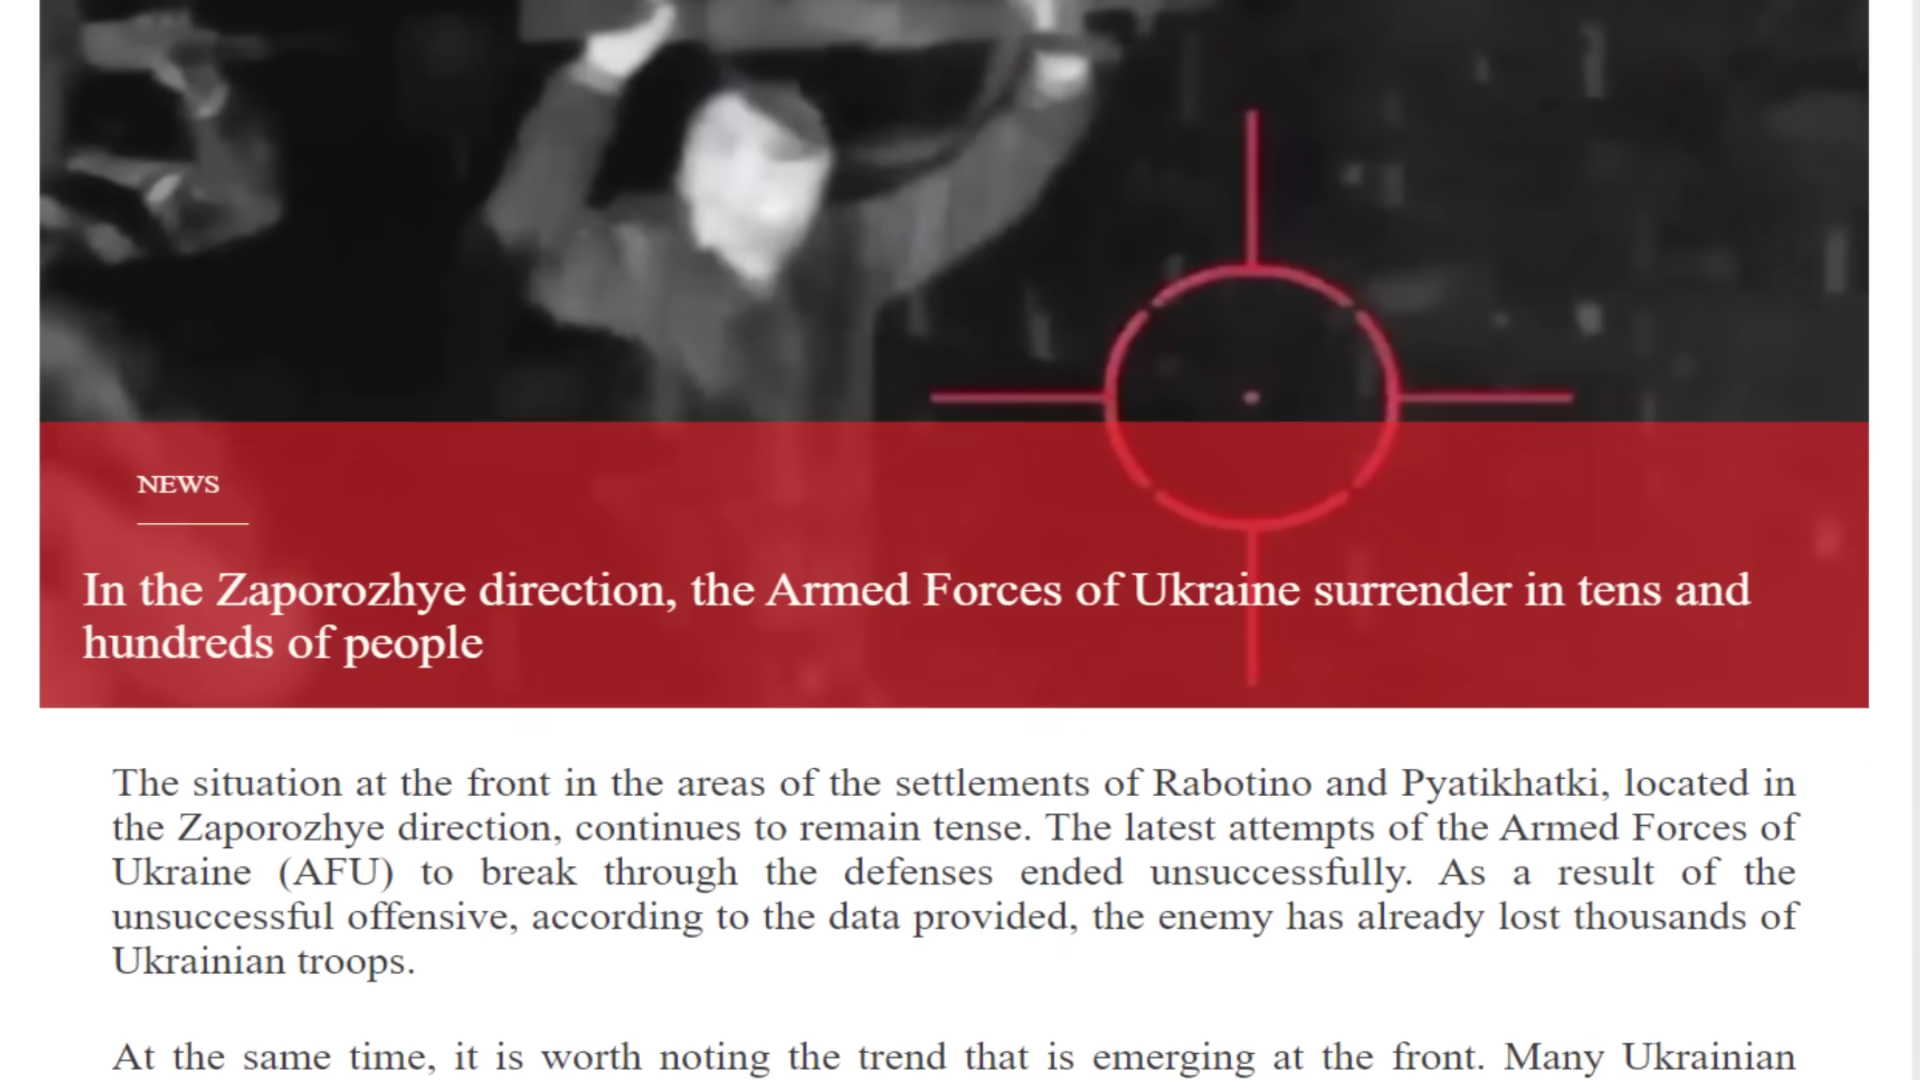 NEWS
In the Zaporozhye direction, the Armed Forces of Ukraine surrender in tens and
hundreds of people
The situation at the front in the areas of the settlements of Rabotino and Pyatikhatki, located in
the Zaporozhye direction, continues to remain tense. The latest attempts of the Armed Forces of
Ukraine (AFU) to break through the defenses ended unsuccessfully. As a result of the
unsuccessful offensive, according to the data provided, the enemy has already lost thousands of
Ukrainian troops.
At the same time, it is worth noting the trend that is emerging at the front. Many Ukrainian